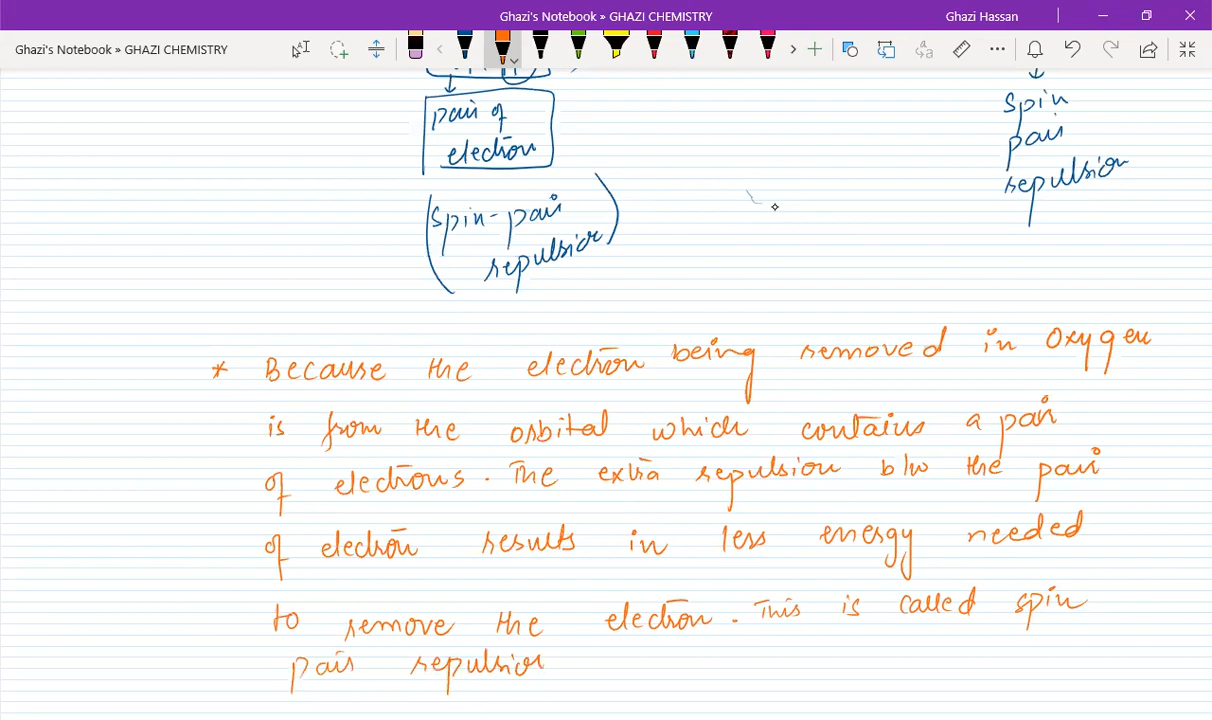 Ghazi's Notebook » GHAZI CHEMISTRY
Ghazi Hassan
Ghazi's Notebook » GHAZI CHEMISTRY
pair of
electron
(spin-pair
repulsion)
spin
pair
repulsion
* Because the electron being removed in Oxygen
is from the orbital which contains a pair
of electrons. The extra repulsion b/w the pair
of electron results in less energy needed
to remove the electron. This is called spin
pair repulsion